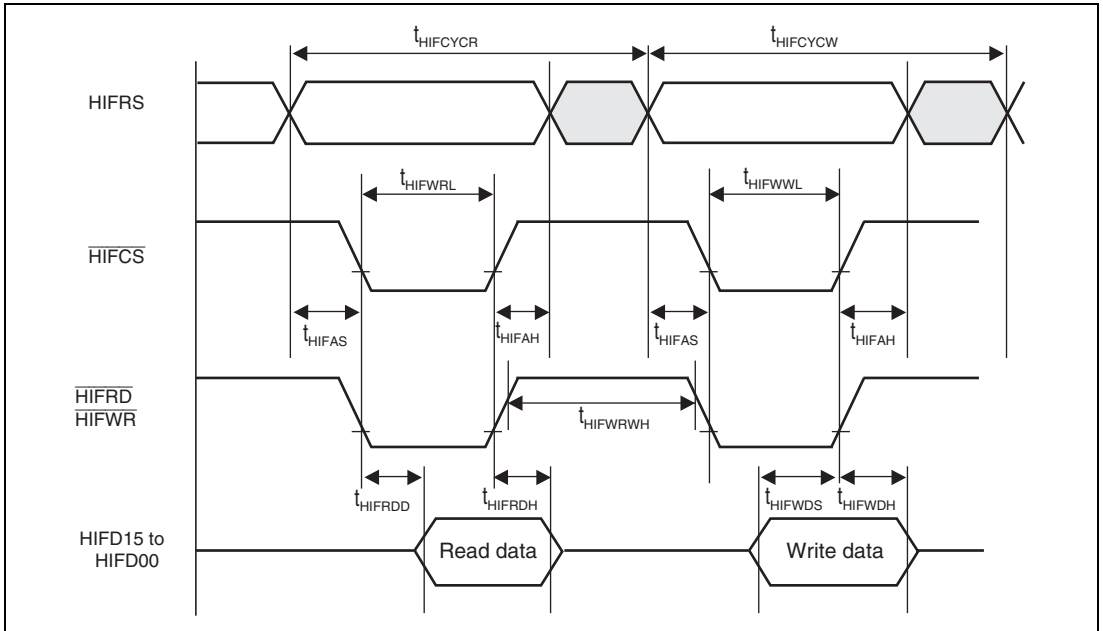 tHIFCYCR tHIFCYCW
HIFRS
tHIFWRL tHIFWWL
HIFCS
tHIFAS tHIFAH tHIFAS tHIFAH
HIFRD
HIFWR
tHIFWRWH
tHIFRDD tHIFRDH tHIFWDS tHIFWDH
HIFD15 to
HIFD00
Read data Write data